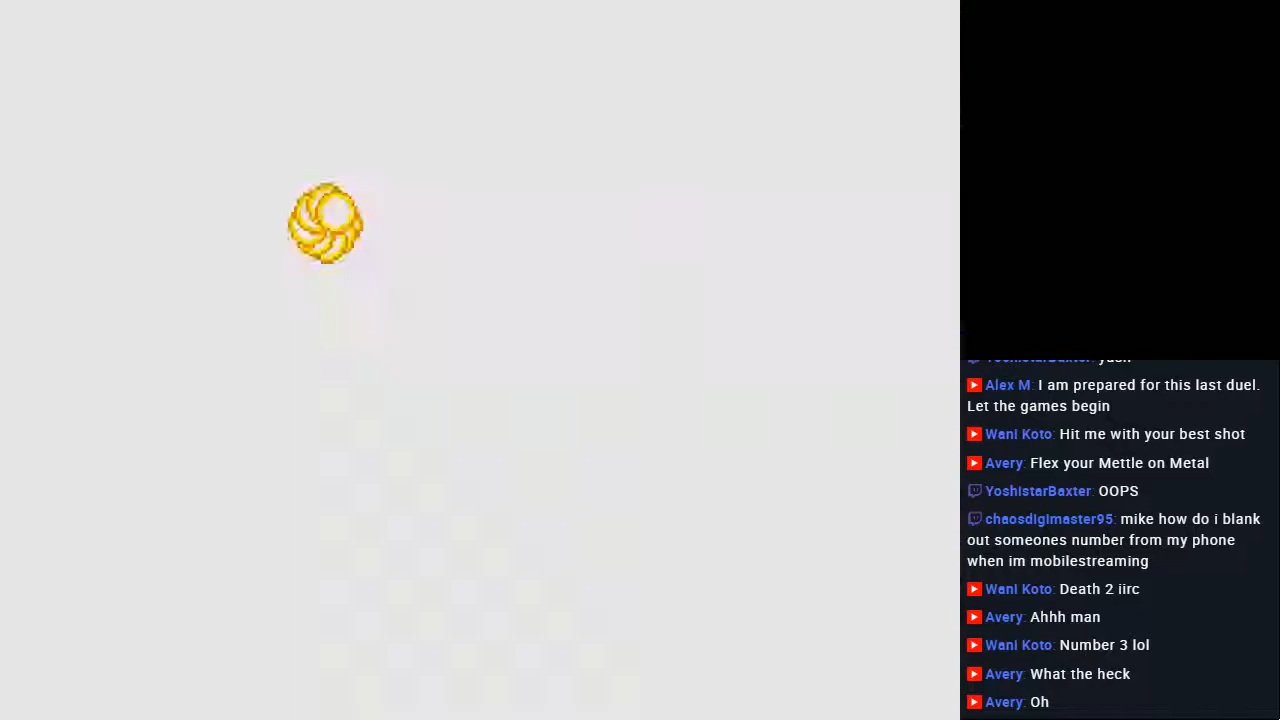 YoshistarBaxter: yush
Alex M: I am prepared for this last duel.
Let the games begin
Wani Koto: Hit me with your best shot
Avery: Flex your Mettle on Metal
YoshistarBaxter: OOPS
chaosdigimaster95: mike how do i blank
out someones number from my phone
when im mobilestreaming
Wani Koto: Death 2 iirc
Avery: Ahhh man
Wani Koto: Number 3 lol
Avery: What the heck
Avery: Oh